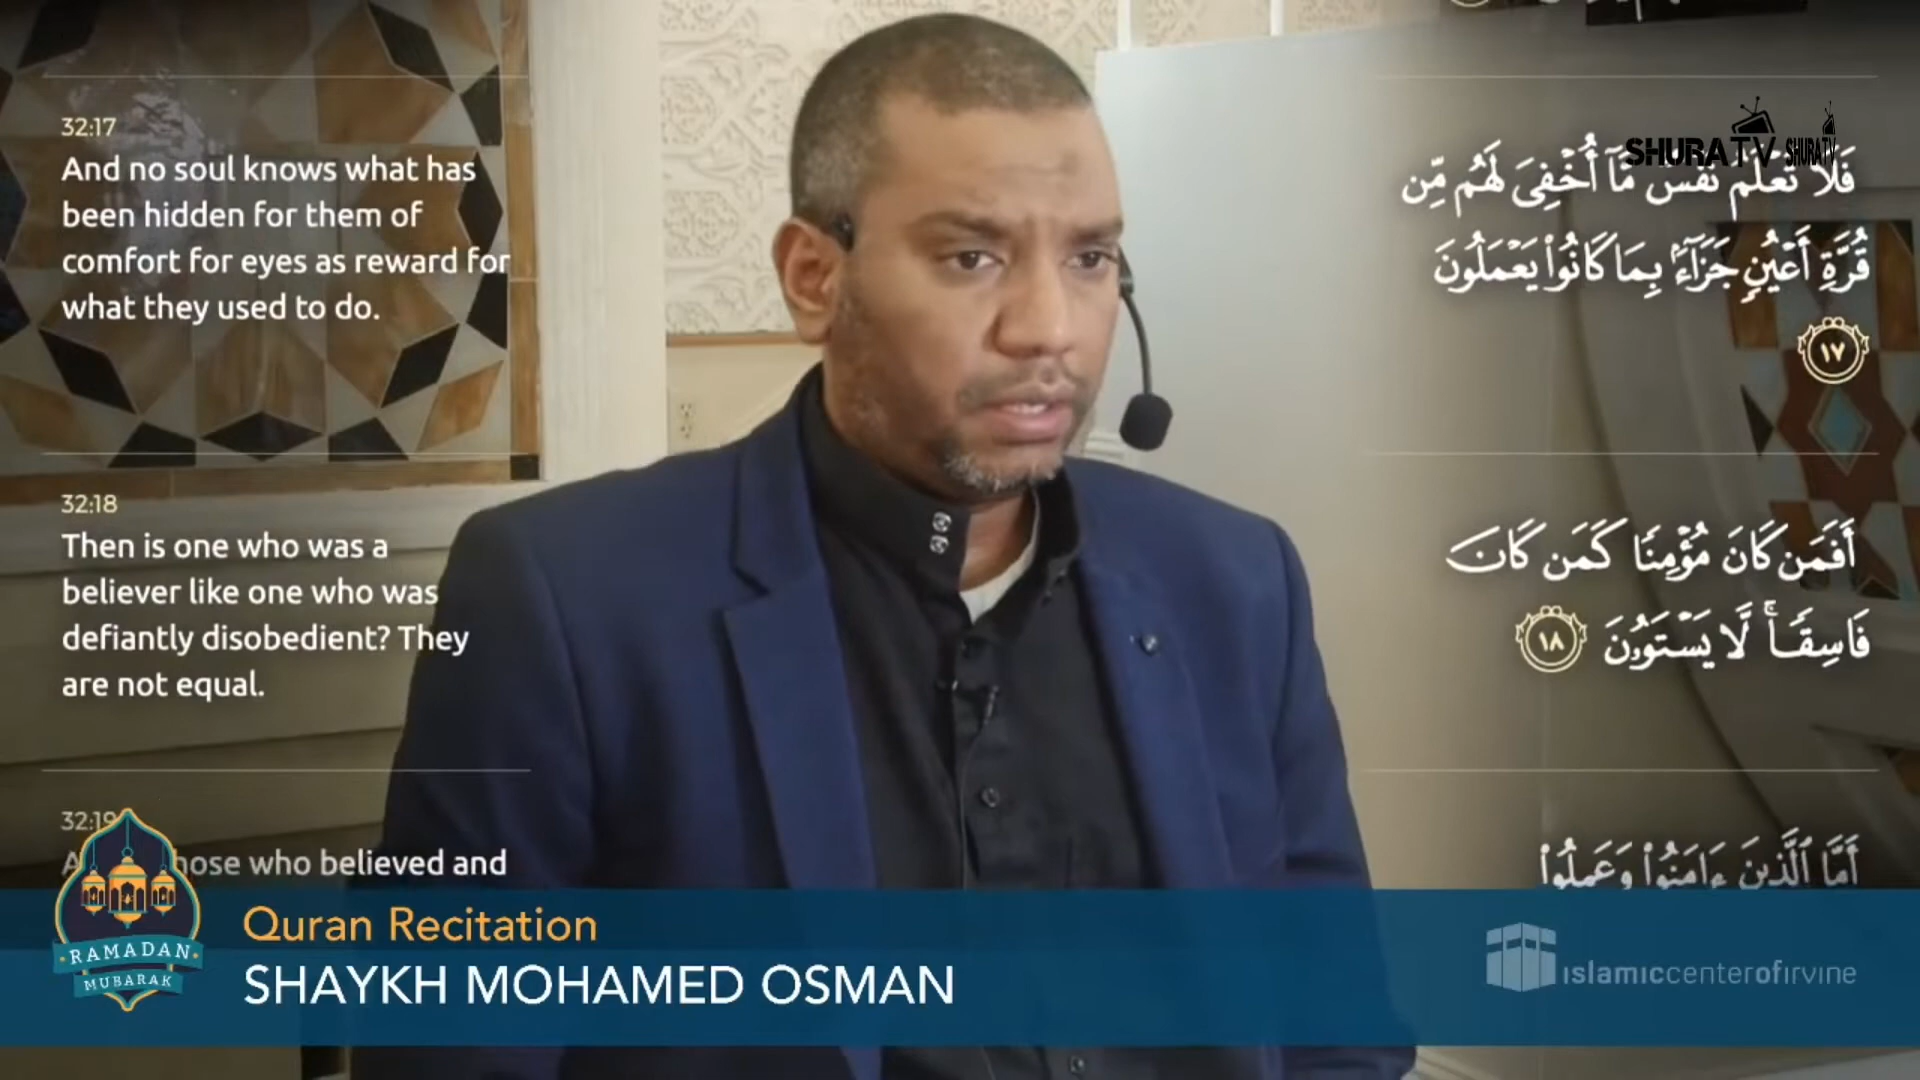 32:17
And no soul knows what has
been hidden for them of
comfort for eyes as reward for
what they used to do.
32:18
Then is one who was a
believer like one who was
defiantly disobedient? They
are not equal.
32:19
hose who believed and
SHURA TV SHURA TV
فَلَا تَعْلَمُ نَفْسٌ مَّآ أُخْفِىَ لَهُم مِّن
قُرَّةِ أَعْيُنٍ جَزَآءًۢ بِمَا كَانُوا۟ يَعْمَلُونَ
١٧
أَفَمَن كَانَ مُؤْمِنًا كَمَن كَانَ
فَاسِقًا ۚ لَّا يَسْتَوُۥنَ ١٨
أَمَّا ٱلَّذِينَ ءَامَنُوا۟ وَعَمِلُوا۟
RAMADAN
MUBARAK
Quran Recitation
SHAYKH MOHAMED OSMAN
islamiccenterofirvine